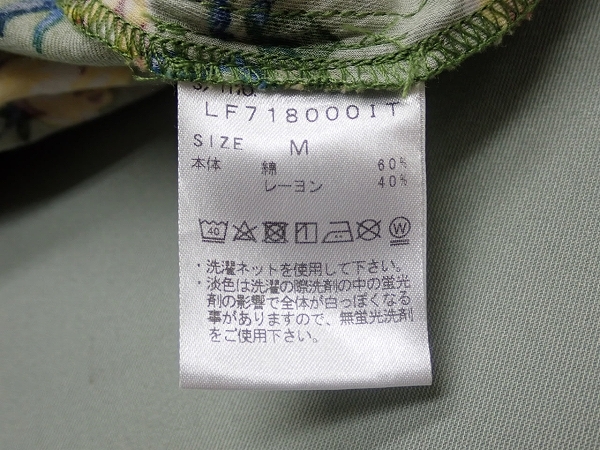 LF718000IT
SIZE M
本体 綿 60%
レーヨン 40%
40 W
・洗濯ネットを使用して下さい。
・淡色は洗濯の際洗剤の中の蛍光
剤の影響で全体が白っぽくなる
事がありますので、無蛍光洗剤
をご使用下さい。